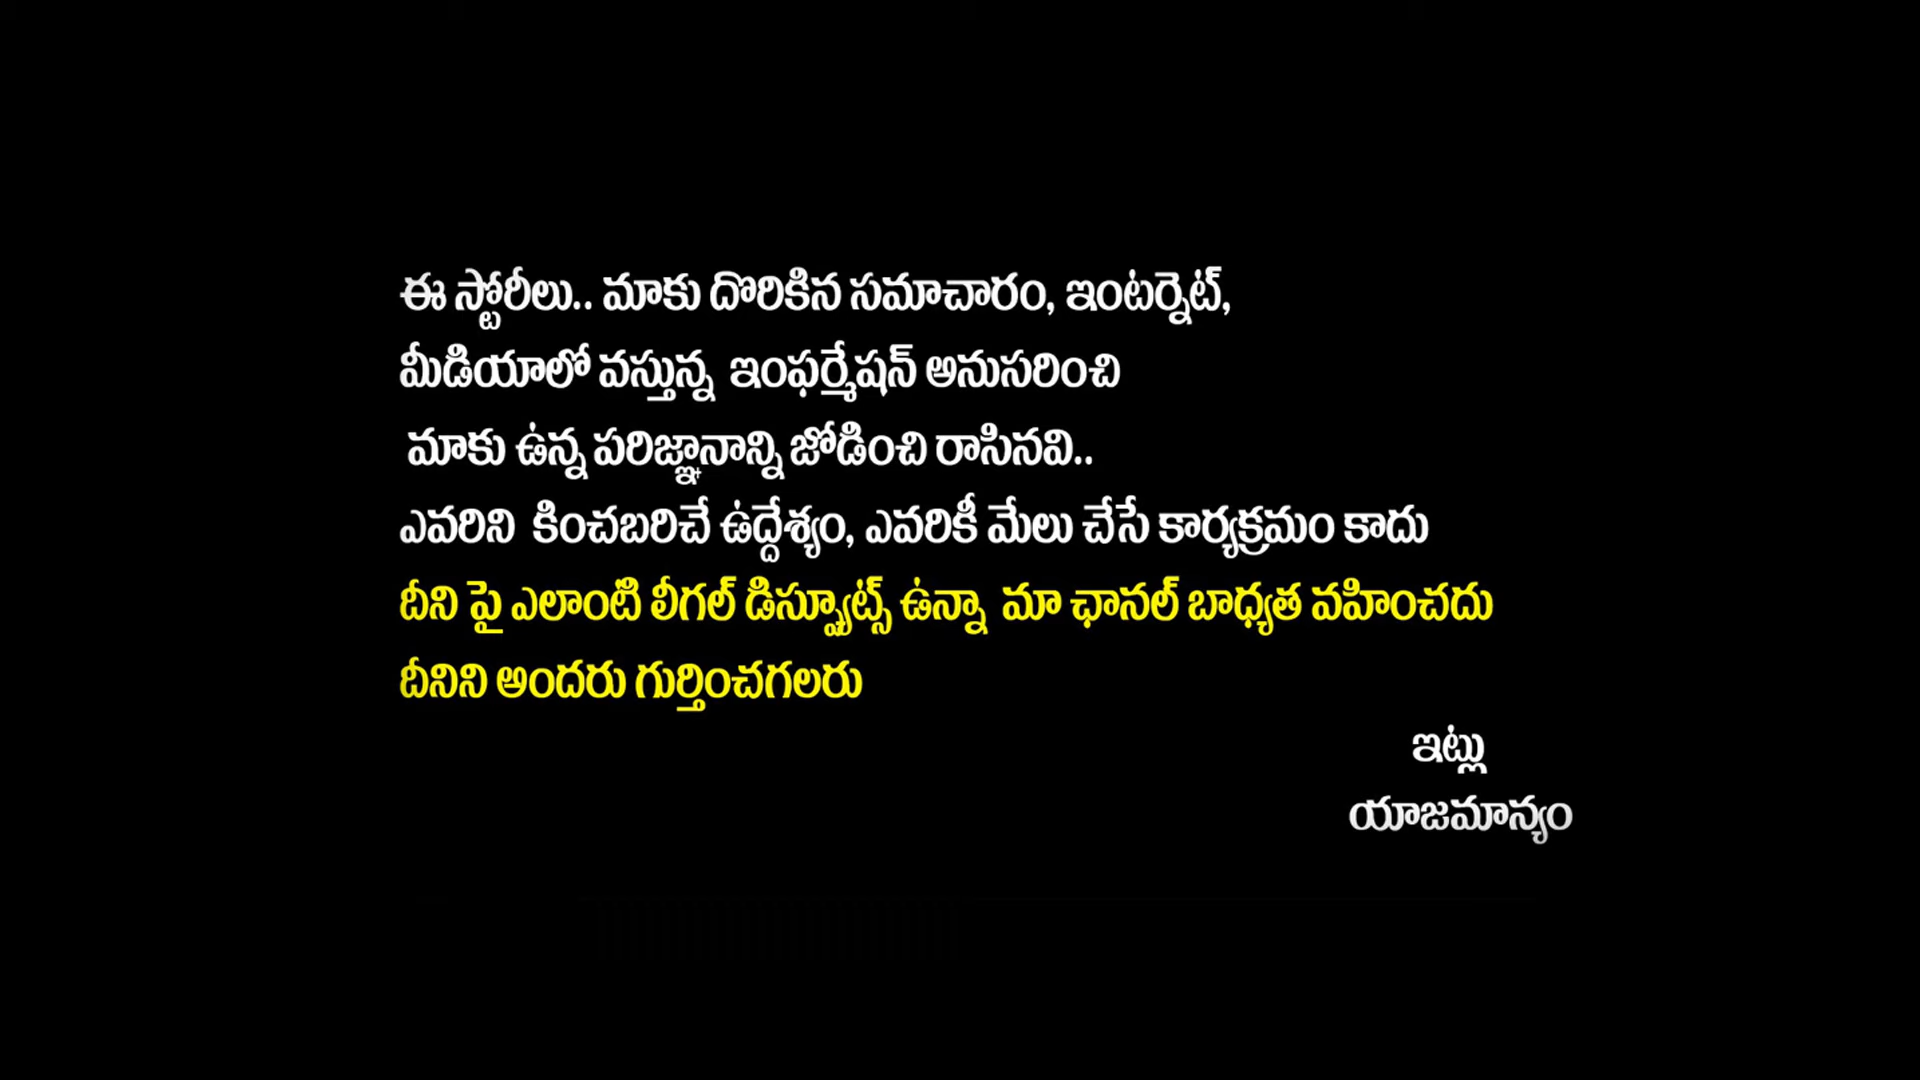 ఈ స్టోరీలు.. మాకు దొరికిన సమాచారం, ఇంటర్నెట్,
మీడియాలో వస్తున్న ఇంఫర్మేషన్ అనుసరించి
మాకు ఉన్న పరిజ్ఞానాన్ని జోడించి రాసినవి..
ఎవరిని కించబరిచే ఉద్దేశ్యం, ఎవరికీ మేలు చేసే కార్యక్రమం కాదు
దీని పై ఎలాంటి లీగల్ డిస్ప్యూట్స్ ఉన్నా మా ఛానల్ బాధ్యత వహించదు
దీనిని అందరు గుర్తించగలరు
ఇట్లు
యాజమాన్యం